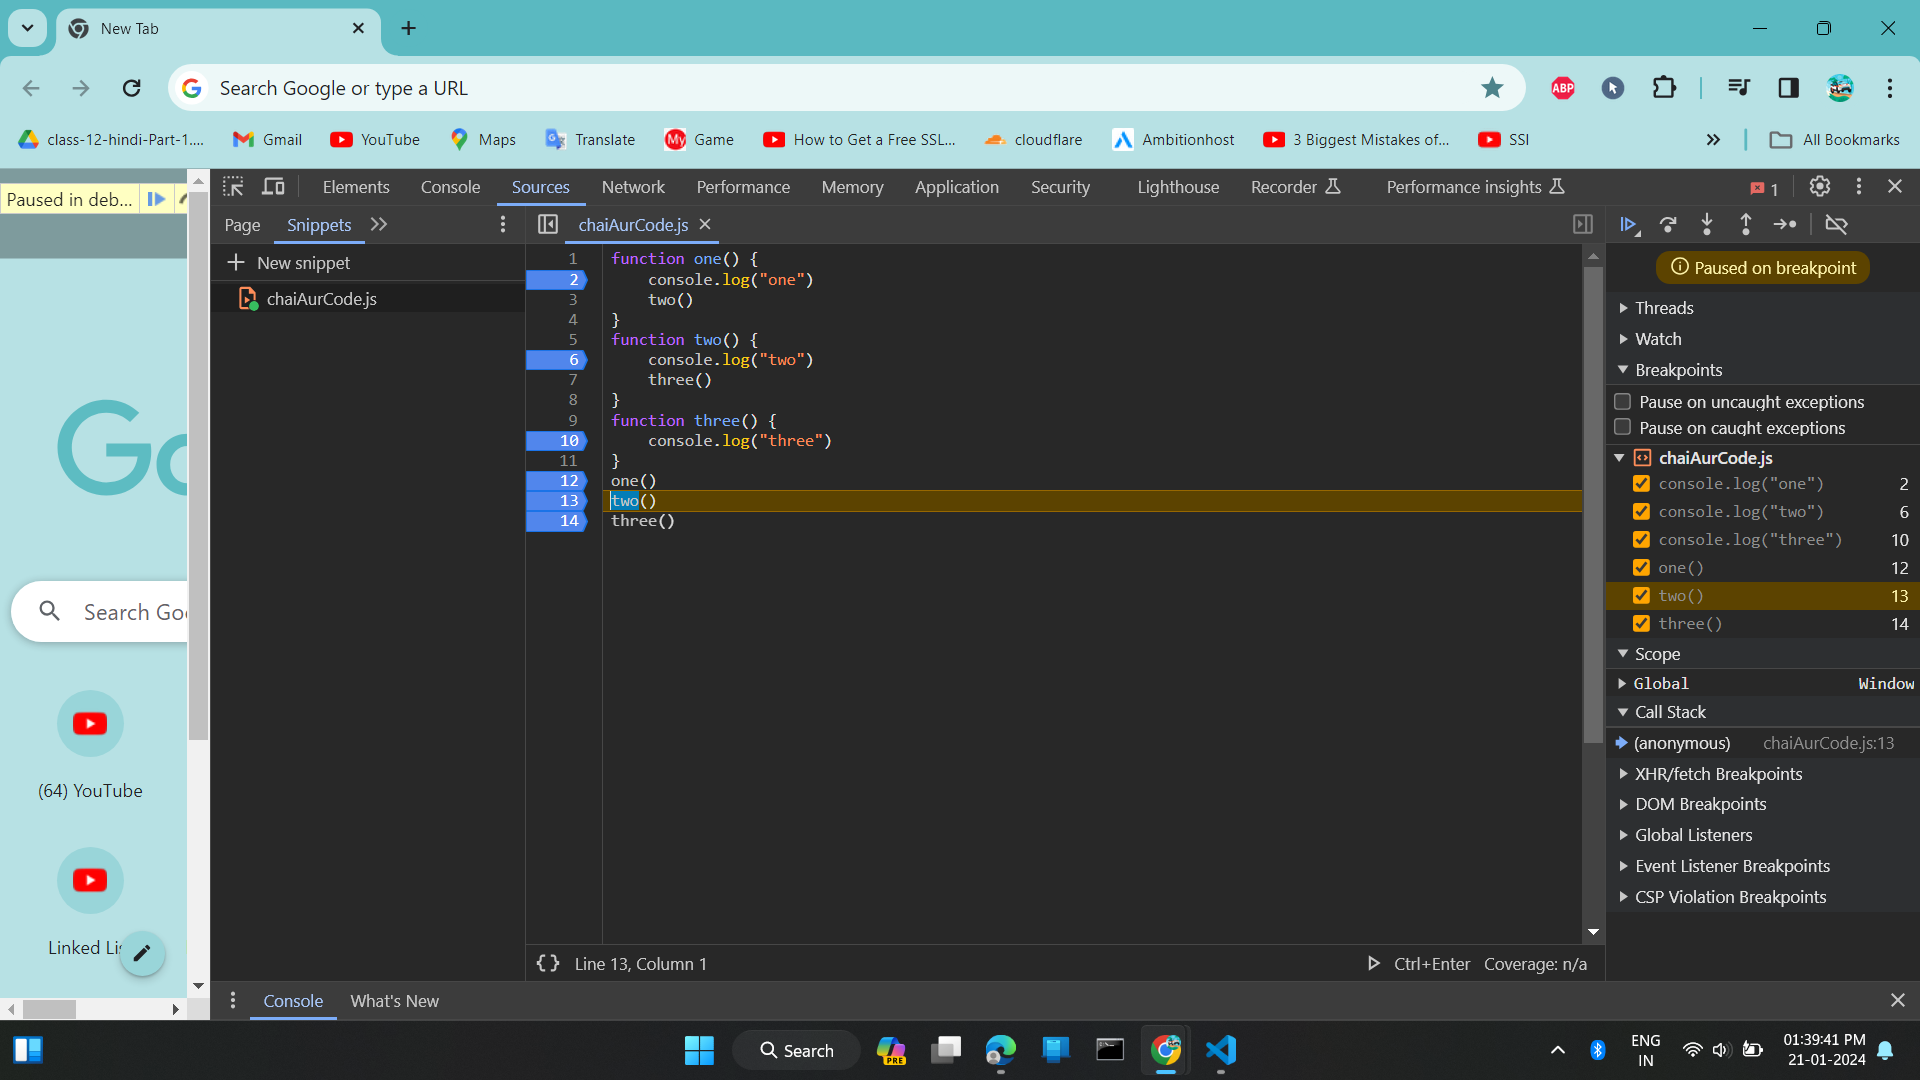 New Tab
Search Google or type a URL
ABP
class-12-hindi-Part-1....
Gmail
YouTube
Maps
Translate
My
Game
How to Get a Free SSL...
cloudflare
Ambitionhost
3 Biggest Mistakes of...
SSI
All Bookmarks
Paused in deb...
Elements
Console
Sources
Network
Performance
Memory
Application
Security
Lighthouse
Recorder
Performance insights
1
Page
Snippets
chaiAurCode.js
New snippet
chaiAurCode.js
1 function one() {
2 console.log("one")
3 two()
4 }
5 function two() {
6 console.log("two")
7 three()
8 }
9 function three() {
10 console.log("three")
11 }
12 one()
13 two()
14 three()
Paused on breakpoint
Threads
Watch
Breakpoints
Pause on uncaught exceptions
Pause on caught exceptions
chaiAurCode.js
console.log("one") 2
console.log("two") 6
console.log("three") 10
one() 12
two() 13
three() 14
Scope
Global Window
Call Stack
(anonymous) chaiAurCode.js:13
XHR/fetch Breakpoints
DOM Breakpoints
Global Listeners
Event Listener Breakpoints
CSP Violation Breakpoints
Go
Search Goo
(64) YouTube
Linked Lis
{} Line 13, Column 1
Ctrl+Enter
Coverage: n/a
Console
What's New
Search
PRE
ENG
IN
01:39:41 PM
21-01-2024